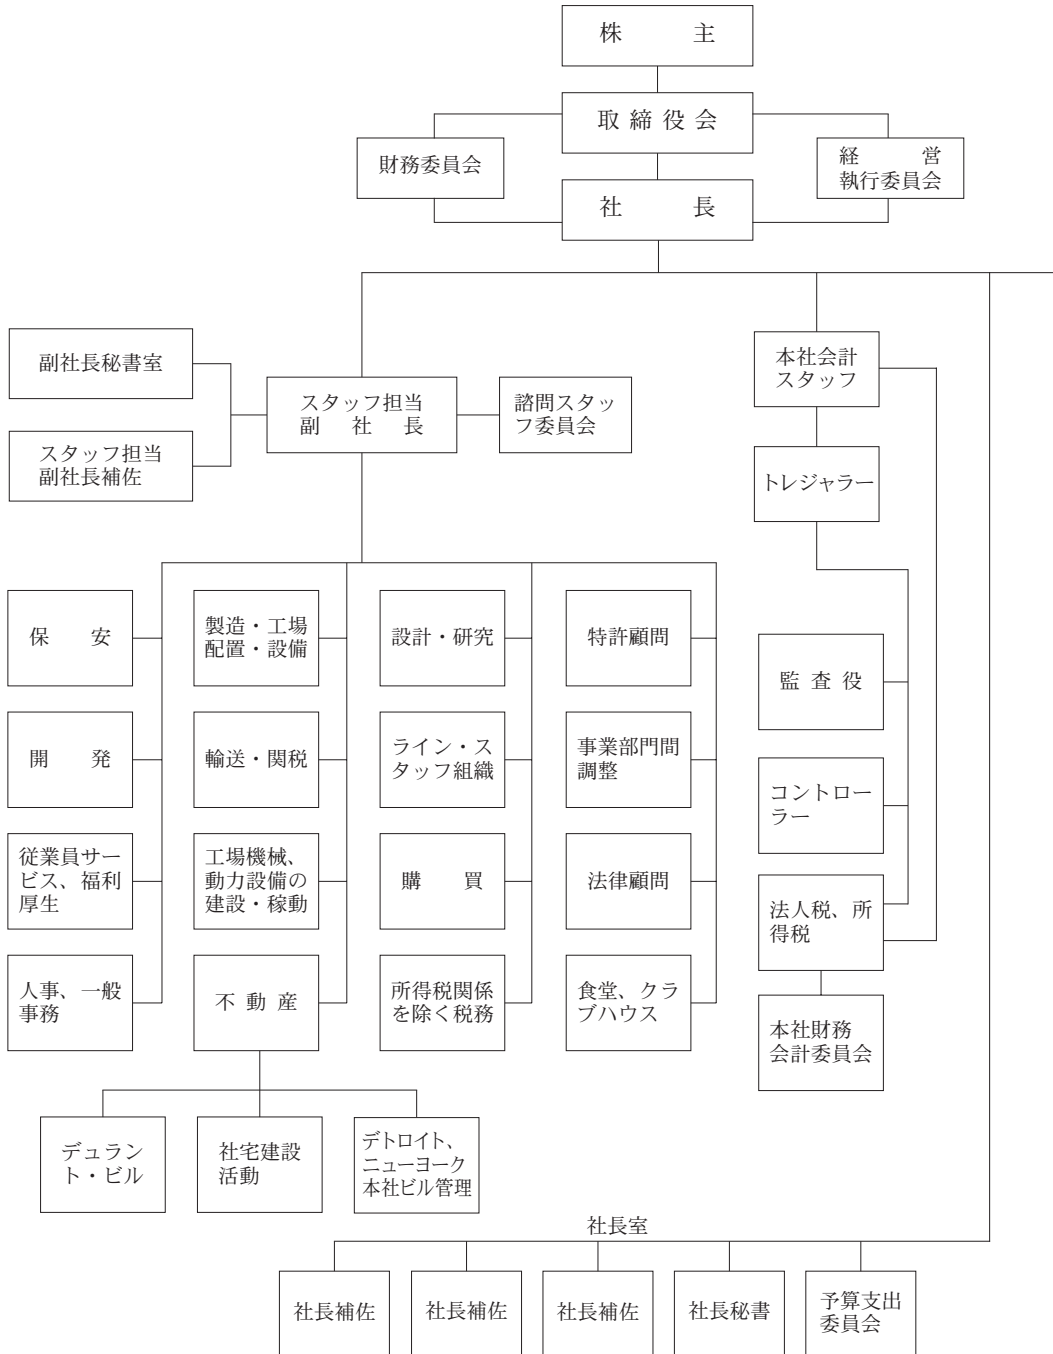 株主
取締役会
財務委員会
経営
執行委員会
社長
副社長秘書室
スタッフ担当
副社長補佐
スタッフ担当
副社長
諮問スタッ
フ委員会
本社会計
スタッフ
トレジャラー
保安
製造・工場
配置・設備
設計・研究
特許顧問
開発
輸送・関税
ライン・ス
タッフ組織
事業部門間
調整
従業員サー
ビス、福利
厚生
工場機械、
動力設備の
建設・稼動
購買
法律顧問
人事、一般
事務
不動産
所得税関係
を除く税務
食堂、クラ
ブハウス
監査役
コントロー
ラー
法人税、所
得税
本社財務
会計委員会
デュラン
ト・ビル
社宅建設
活動
デトロイト、
ニューヨーク
本社ビル管理
社長室
社長補佐
社長補佐
社長補佐
社長秘書
予算支出
委員会